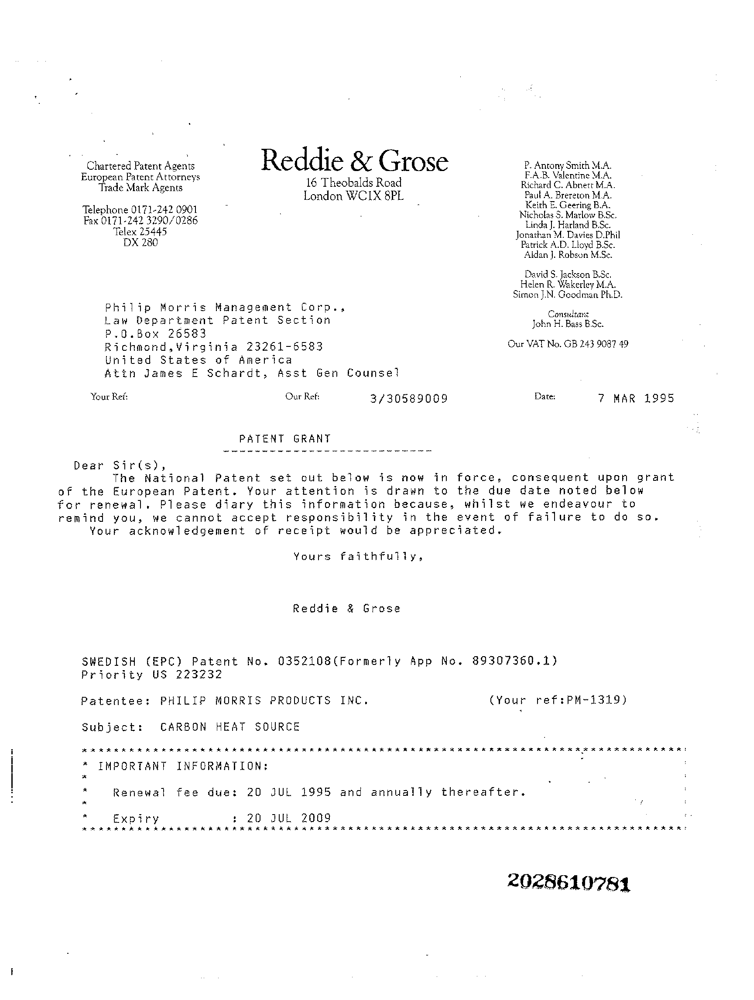 Reddie & Grose
16 Theobalds Road
London WC1X 8PL
Chartered Patent Agents
European Patent Attorneys
Trade Mark Agents
Telephone 0171-242 0901
Fax 0171-242 3290/0286
Telex 25445
DX 280
P. Antony Smith M.A.
F.A.B. Valentine M.A.
Richard C. Abnett M.A.
Paul A. Brereton M.A.
Keith E. Geering B.A.
Nicholas S. Marlow B.Sc.
Linda J. Harland B.Sc.
Jonathan M. Davies D.Phil
Patrick A.D. Lloyd B.Sc.
Aidan J. Robson M.Sc.
David S. Jackson B.Sc.
Helen R. Wakerley M.A.
Simon J.N. Goodman Ph.D.
Consultant
John H. Bass B.Sc.
Our VAT No. GB 243 9087 49
Philip Morris Management Corp.,
Law Department Patent Section
P.O.Box 26583
Richmond,Virginia 23261-6583
United States of America
Attn James E Schardt, Asst Gen Counsel
Your Ref: Our Ref: 3/30589009 Date: 7 MAR 1995
PATENT GRANT
---------------------------
Dear Sir(s),
The National Patent set out below is now in force, consequent upon grant
of the European Patent. Your attention is drawn to the due date noted below
for renewal. Please diary this information because, whilst we endeavour to
remind you, we cannot accept responsibility in the event of failure to do so.
Your acknowledgement of receipt would be appreciated.
Yours faithfully,
Reddie & Grose
SWEDISH (EPC) Patent No. 0352108(Formerly App No. 89307360.1)
Priority US 223232
Patentee: PHILIP MORRIS PRODUCTS INC. (Your ref:PM-1319)
Subject: CARBON HEAT SOURCE
* IMPORTANT INFORMATION:
*
* Renewal fee due: 20 JUL 1995 and annually thereafter.
*
* Expiry : 20 JUL 2009
2028610781